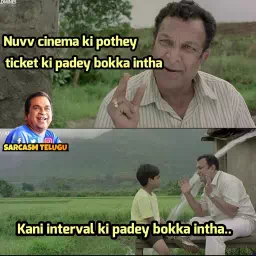 Nuvv cinema ki pothey
ticket ki padey bokka intha
SARCASM TELUGU
Kani interval ki padey bokka intha..